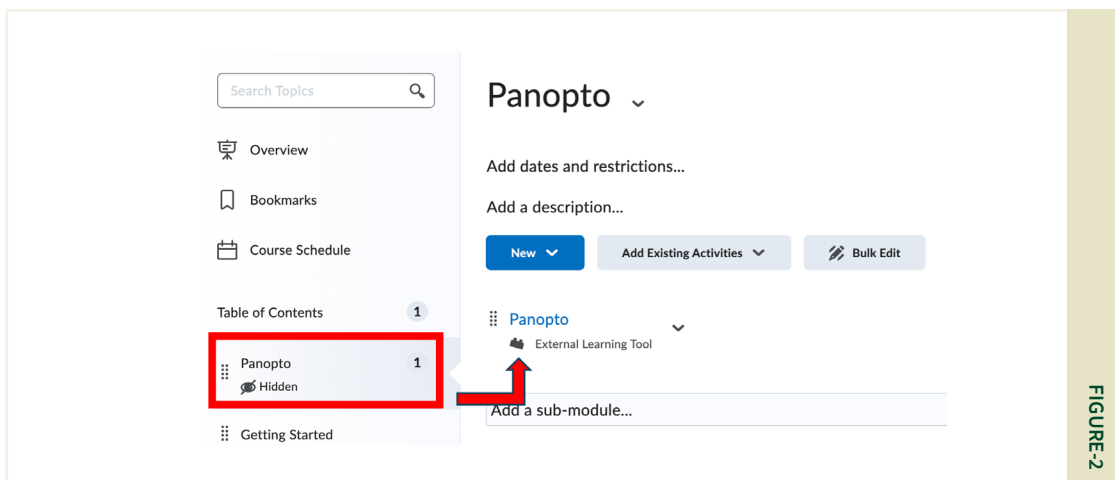 Search Topics
Overview
Bookmarks
Course Schedule
Table of Contents 1
Panopto 1
Hidden
Getting Started
Panopto
Add dates and restrictions...
Add a description...
New Add Existing Activities Bulk Edit
Panopto
External Learning Tool
Add a sub-module...
FIGURE-2